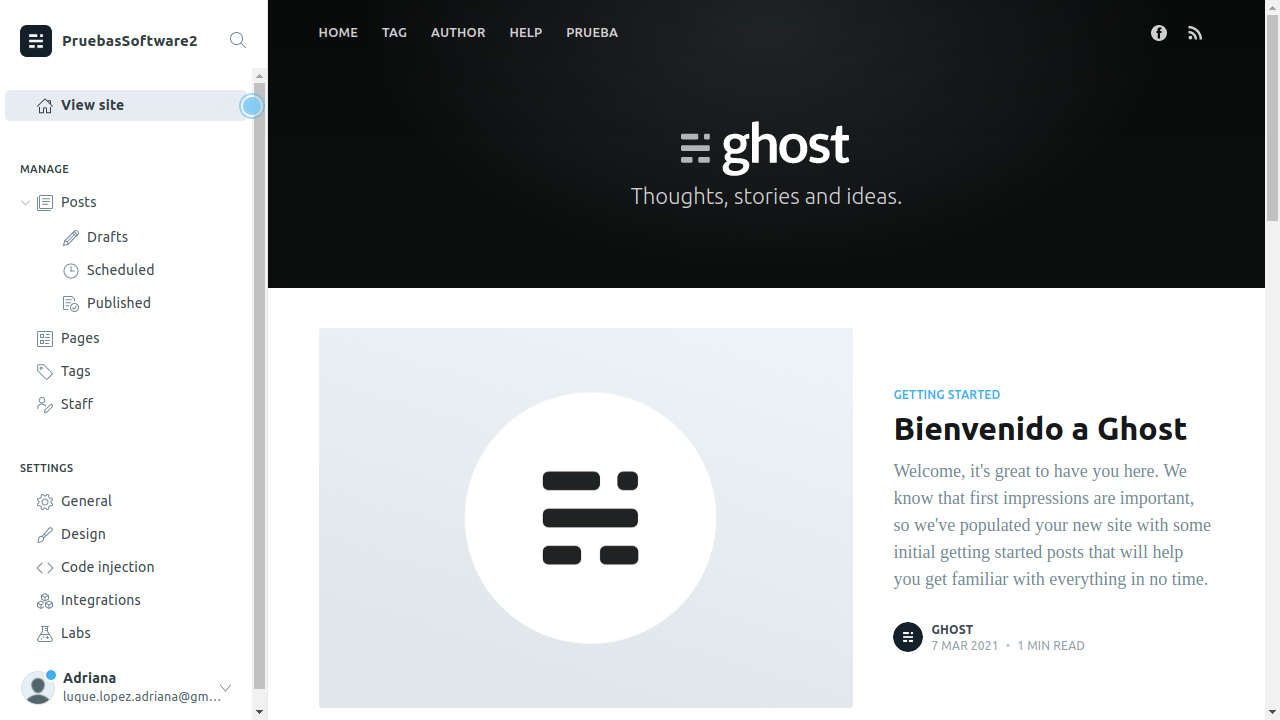 PruebasSoftware2
View site
MANAGE
Posts
Drafts
Scheduled
Published
Pages
Tags
Staff
SETTINGS
General
Design
Code injection
Integrations
Labs
Adriana
luque.lopez.adriana@gm…
HOME TAG AUTHOR HELP PRUEBA
ghost
Thoughts, stories and ideas.
GETTING STARTED
Bienvenido a Ghost
Welcome, it's great to have you here. We
know that first impressions are important,
so we've populated your new site with some
initial getting started posts that will help
you get familiar with everything in no time.
GHOST
7 MAR 2021 • 1 MIN READ